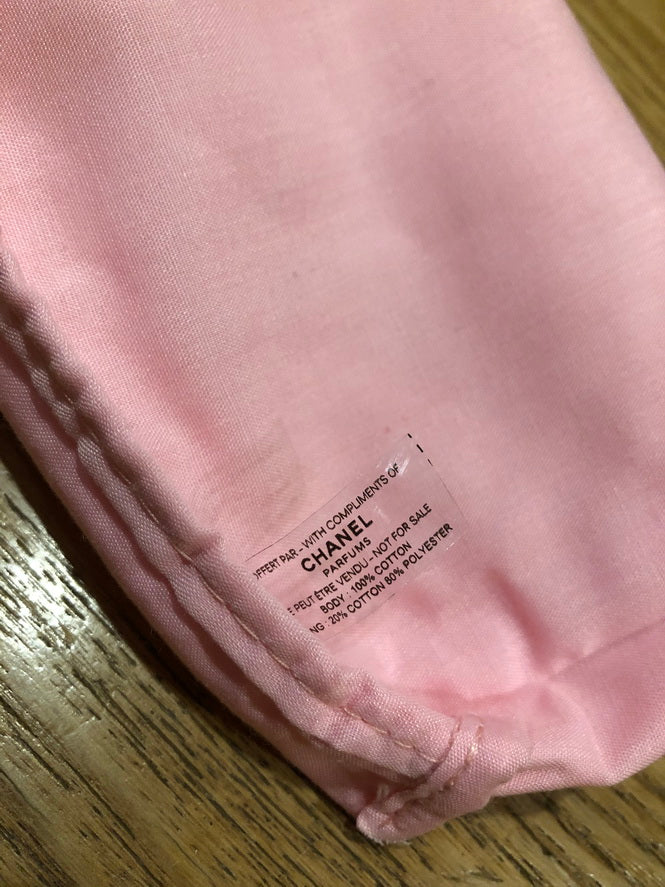 OFFERT PAR - WITH COMPLIMENTS OF
CHANEL
PARFUMS
E PEUT ÊTRE VENDU - NOT FOR SALE
BODY : 100% COTTON
NG : 20% COTTON 80% POLYESTER